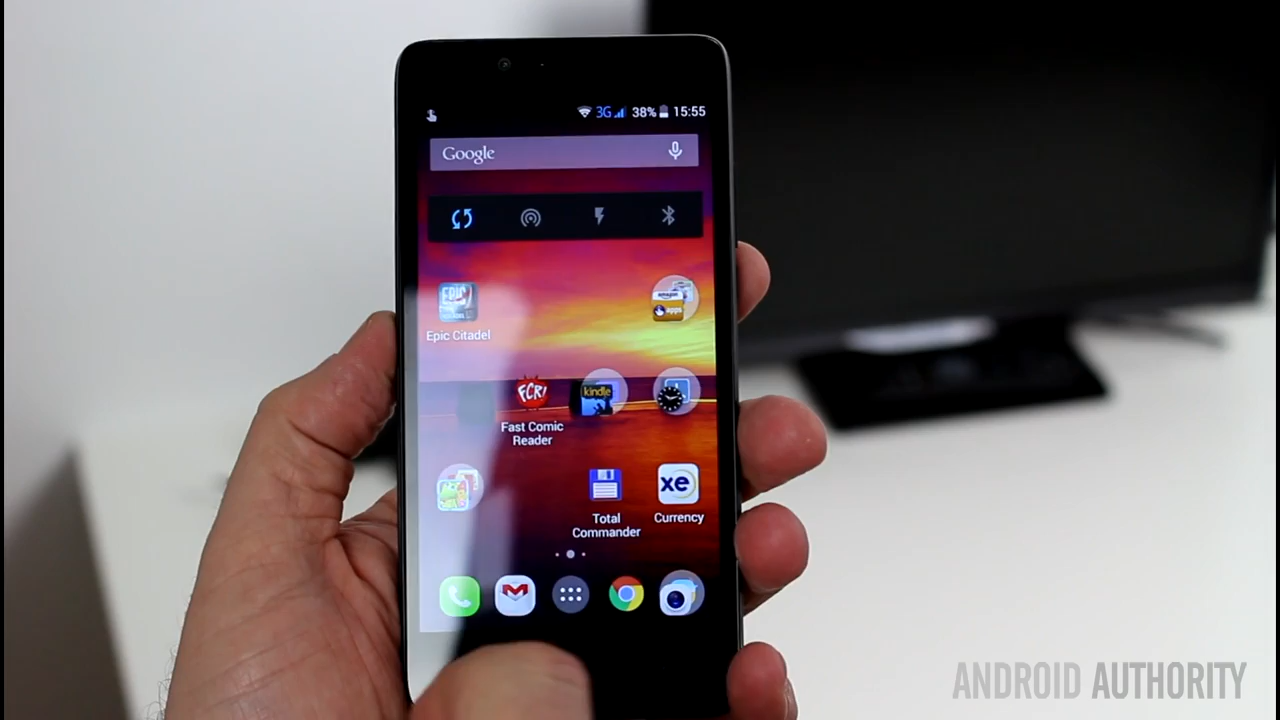 3G 38% 15:55
Google
EPIC
amazon
Apps
Epic Citadel
FCR!
kindle
Fast Comic
Reader
xe
Total
Commander
Currency
ANDROID AUTHORITY